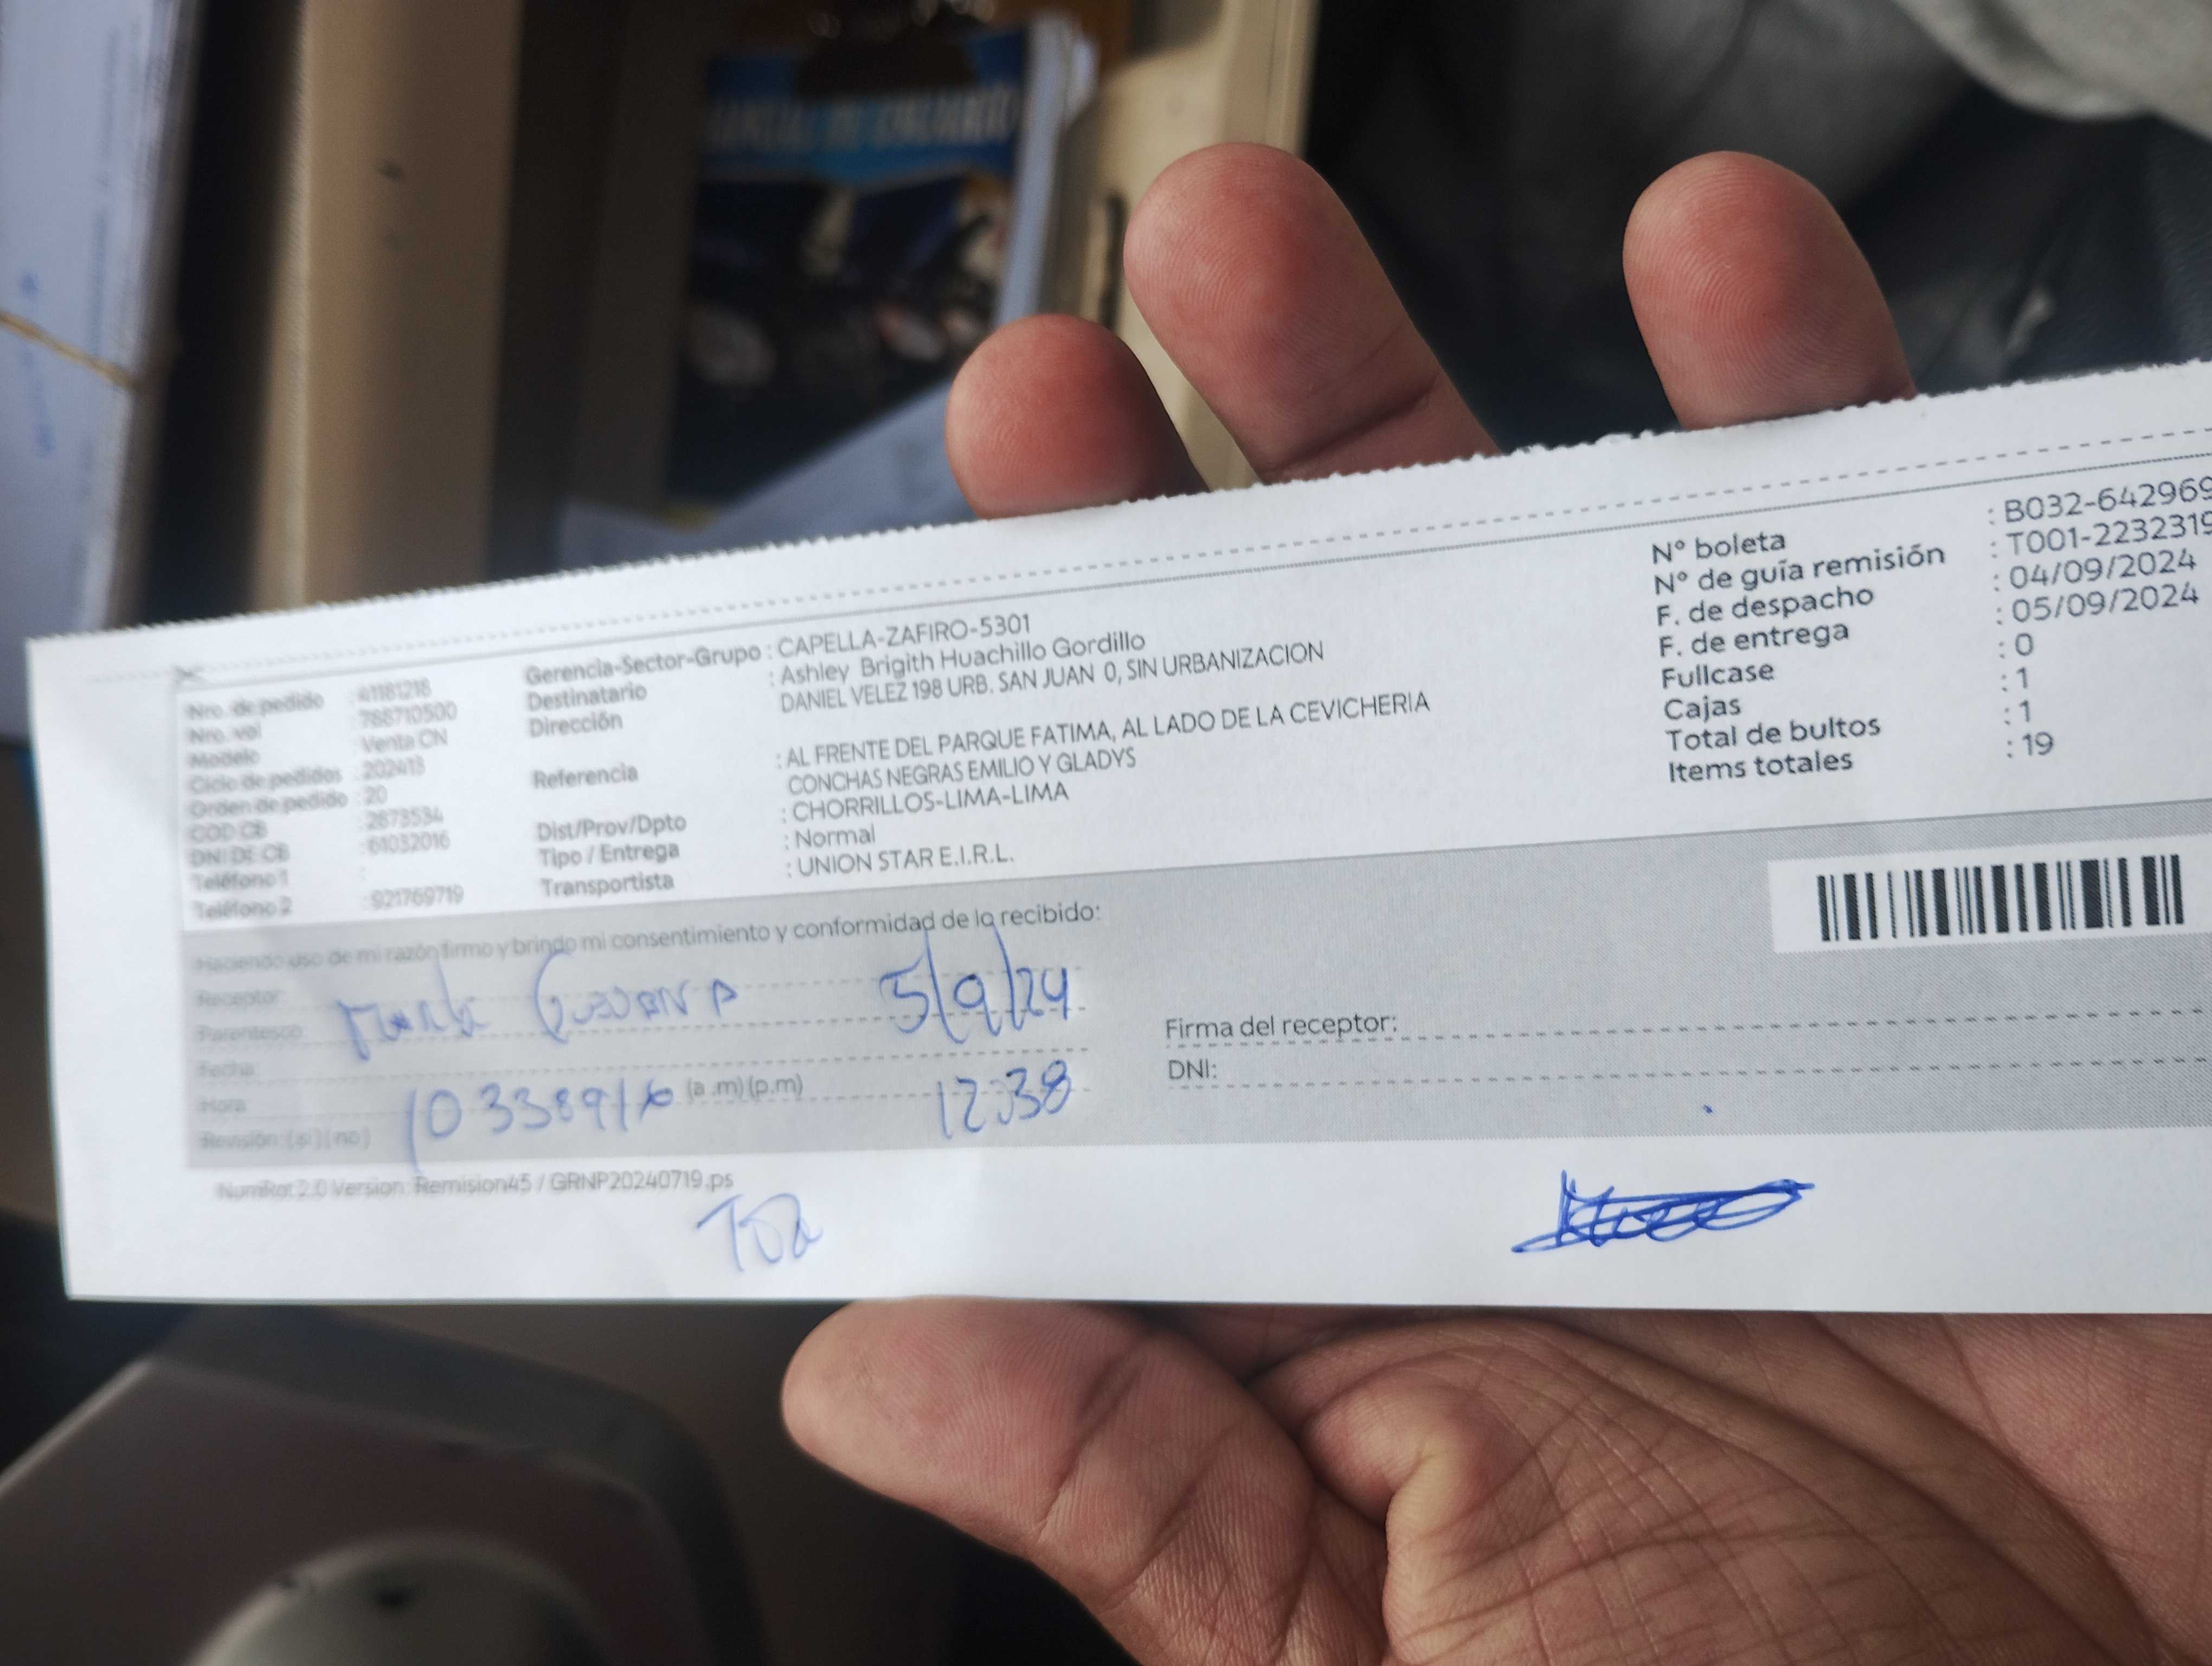 Nro. de pedido : 41181218
Nro. vol : 788710500
Modelo : Venta CN
Ciclo de pedidos : 202413
Orden de pedido : 20
COD CB : 2673534
DNI DE CB : 61032016
Teléfono 1 :
Teléfono 2 : 921769719
Gerencia-Sector-Grupo : CAPELLA-ZAFIRO-5301
Destinatario : Ashley Brigith Huachillo Gordillo
Dirección DANIEL VELEZ 198 URB. SAN JUAN 0, SIN URBANIZACION
Referencia : AL FRENTE DEL PARQUE FATIMA, AL LADO DE LA CEVICHERIA
CONCHAS NEGRAS EMILIO Y GLADYS
Dist/Prov/Dpto : CHORRILLOS-LIMA-LIMA
Tipo / Entrega : Normal
Transportista : UNION STAR E.I.R.L.
N° boleta : B032-642969
N° de guía remisión : T001-2232319
F. de despacho : 04/09/2024
F. de entrega : 05/09/2024
Fullcase : 0
Cajas : 1
Total de bultos : 1
Items totales : 19
Haciendo uso de mi razón firmo y brindo mi consentimiento y conformidad de lo recibido:
Receptor:
Parentesco: 5/9/24
Fecha:
Hora: (a .m) (p.m) 12:38
Revisión: (si) (no)
Firma del receptor:
DNI:
NumRot 2.0 Version: Remision45 / GRNP20240719.ps